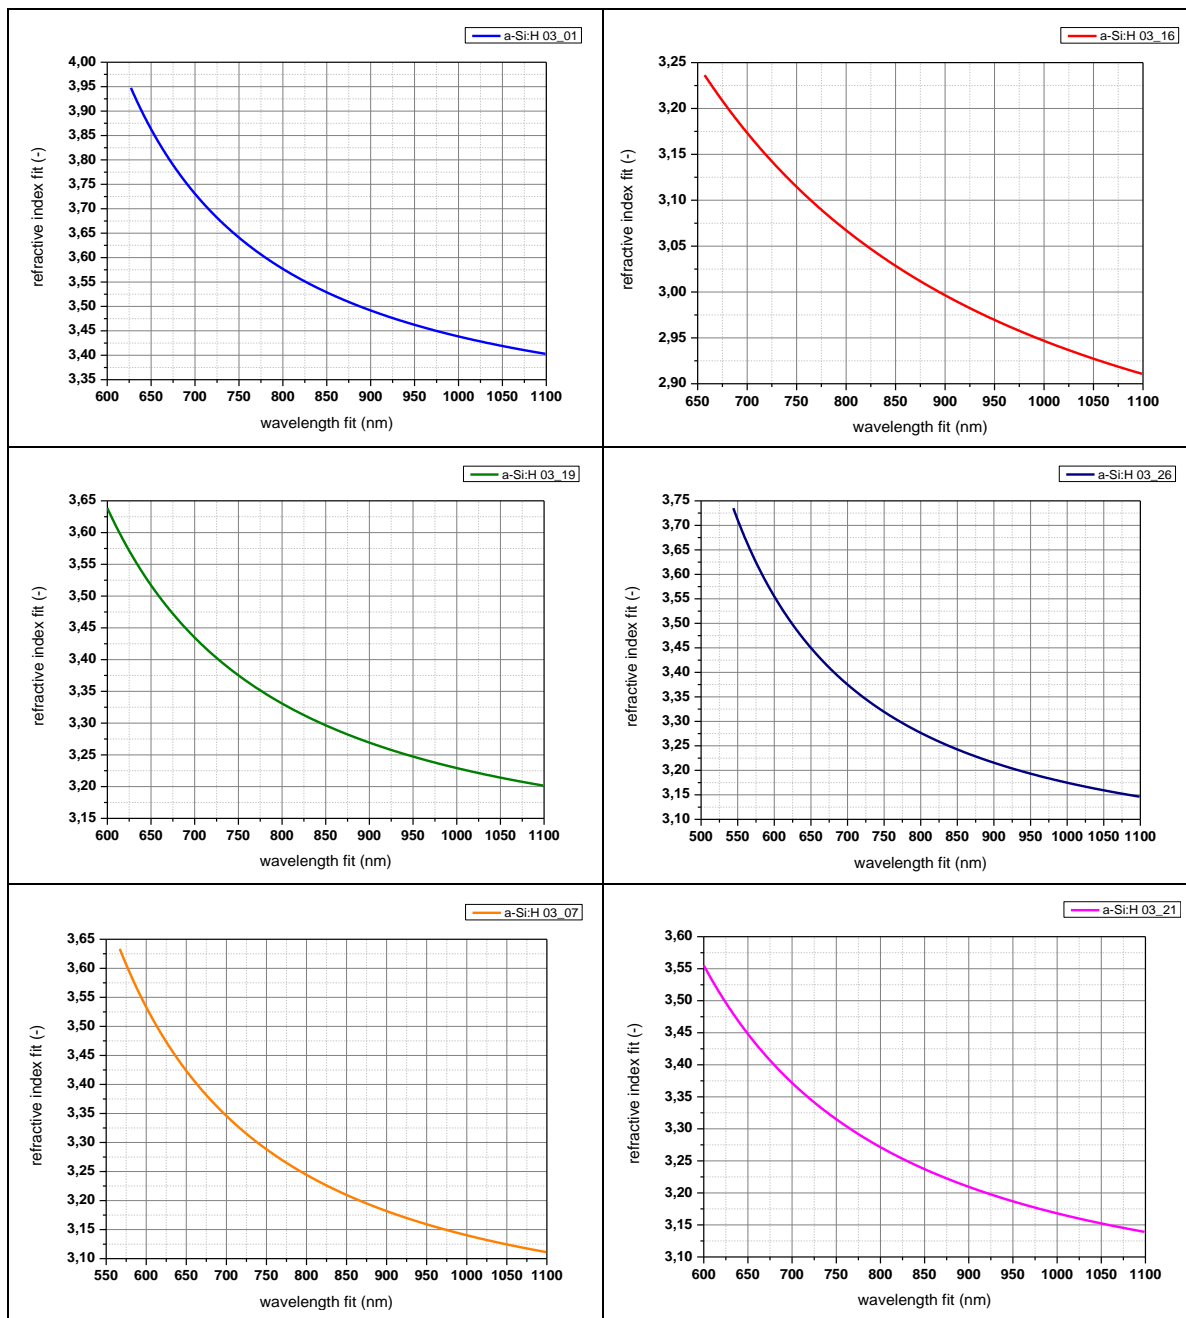 a-Si:H 03_01
4,00
3,95
3,90
3,85
3,80
3,75
3,70
3,65
3,60
3,55
3,50
3,45
3,40
3,35
refractive index fit (-)
600 650 700 750 800 850 900 950 1000 1050 1100
wavelength fit (nm)
a-Si:H 03_16
3,25
3,20
3,15
3,10
3,05
3,00
2,95
2,90
refractive index fit (-)
650 700 750 800 850 900 950 1000 1050 1100
wavelength fit (nm)
a-Si:H 03_19
3,65
3,60
3,55
3,50
3,45
3,40
3,35
3,30
3,25
3,20
3,15
refractive index fit (-)
600 650 700 750 800 850 900 950 1000 1050 1100
wavelength fit (nm)
a-Si:H 03_26
3,75
3,70
3,65
3,60
3,55
3,50
3,45
3,40
3,35
3,30
3,25
3,20
3,15
3,10
refractive index fit (-)
500 550 600 650 700 750 800 850 900 950 1000 1050 1100
wavelength fit (nm)
a-Si:H 03_07
3,65
3,60
3,55
3,50
3,45
3,40
3,35
3,30
3,25
3,20
3,15
3,10
refractive index fit (-)
550 600 650 700 750 800 850 900 950 1000 1050 1100
wavelength fit (nm)
a-Si:H 03_21
3,60
3,55
3,50
3,45
3,40
3,35
3,30
3,25
3,20
3,15
3,10
refractive index fit (-)
600 650 700 750 800 850 900 950 1000 1050 1100
wavelength fit (nm)